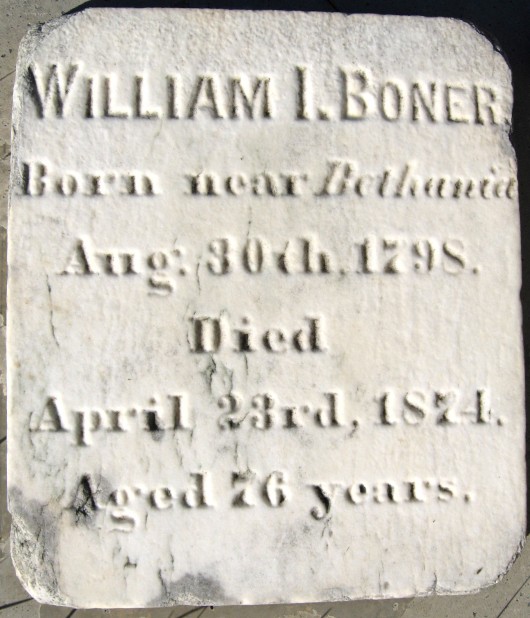 WILLIAM I. BONER.
Born near Bethania
Aug. 30th, 1798.
Died
April 23rd, 1874.
Aged 76 years.